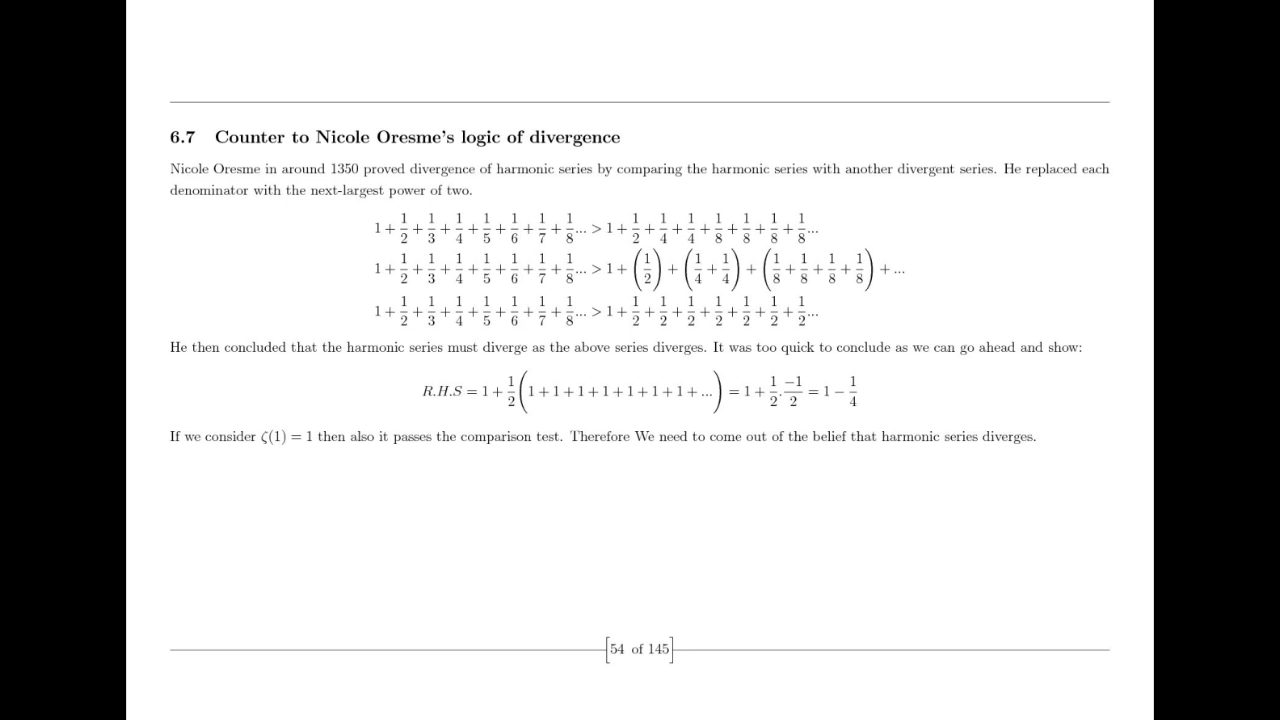 6.7 Counter to Nicole Oresme's logic of divergence
Nicole Oresme in around 1350 proved divergence of harmonic series by comparing the harmonic series with another divergent series. He replaced each
denominator with the next-largest power of two.
1 + 1/2 + 1/3 + 1/4 + 1/5 + 1/6 + 1/7 + 1/8 ... > 1 + 1/2 + 1/4 + 1/4 + 1/8 + 1/8 + 1/8 + 1/8 ...
1 + 1/2 + 1/3 + 1/4 + 1/5 + 1/6 + 1/7 + 1/8 ... > 1 + (1/2) + (1/4 + 1/4) + (1/8 + 1/8 + 1/8 + 1/8) + ...
1 + 1/2 + 1/3 + 1/4 + 1/5 + 1/6 + 1/7 + 1/8 ... > 1 + 1/2 + 1/2 + 1/2 + 1/2 + 1/2 + 1/2 + 1/2 ...
He then concluded that the harmonic series must diverge as the above series diverges. It was too quick to conclude as we can go ahead and show:
R.H.S = 1 + 1/2 (1 + 1 + 1 + 1 + 1 + 1 + 1 + ...) = 1 + 1/2 . -1/2 = 1 - 1/4
If we consider ζ(1) = 1 then also it passes the comparison test. Therefore We need to come out of the belief that harmonic series diverges.
[54 of 145]